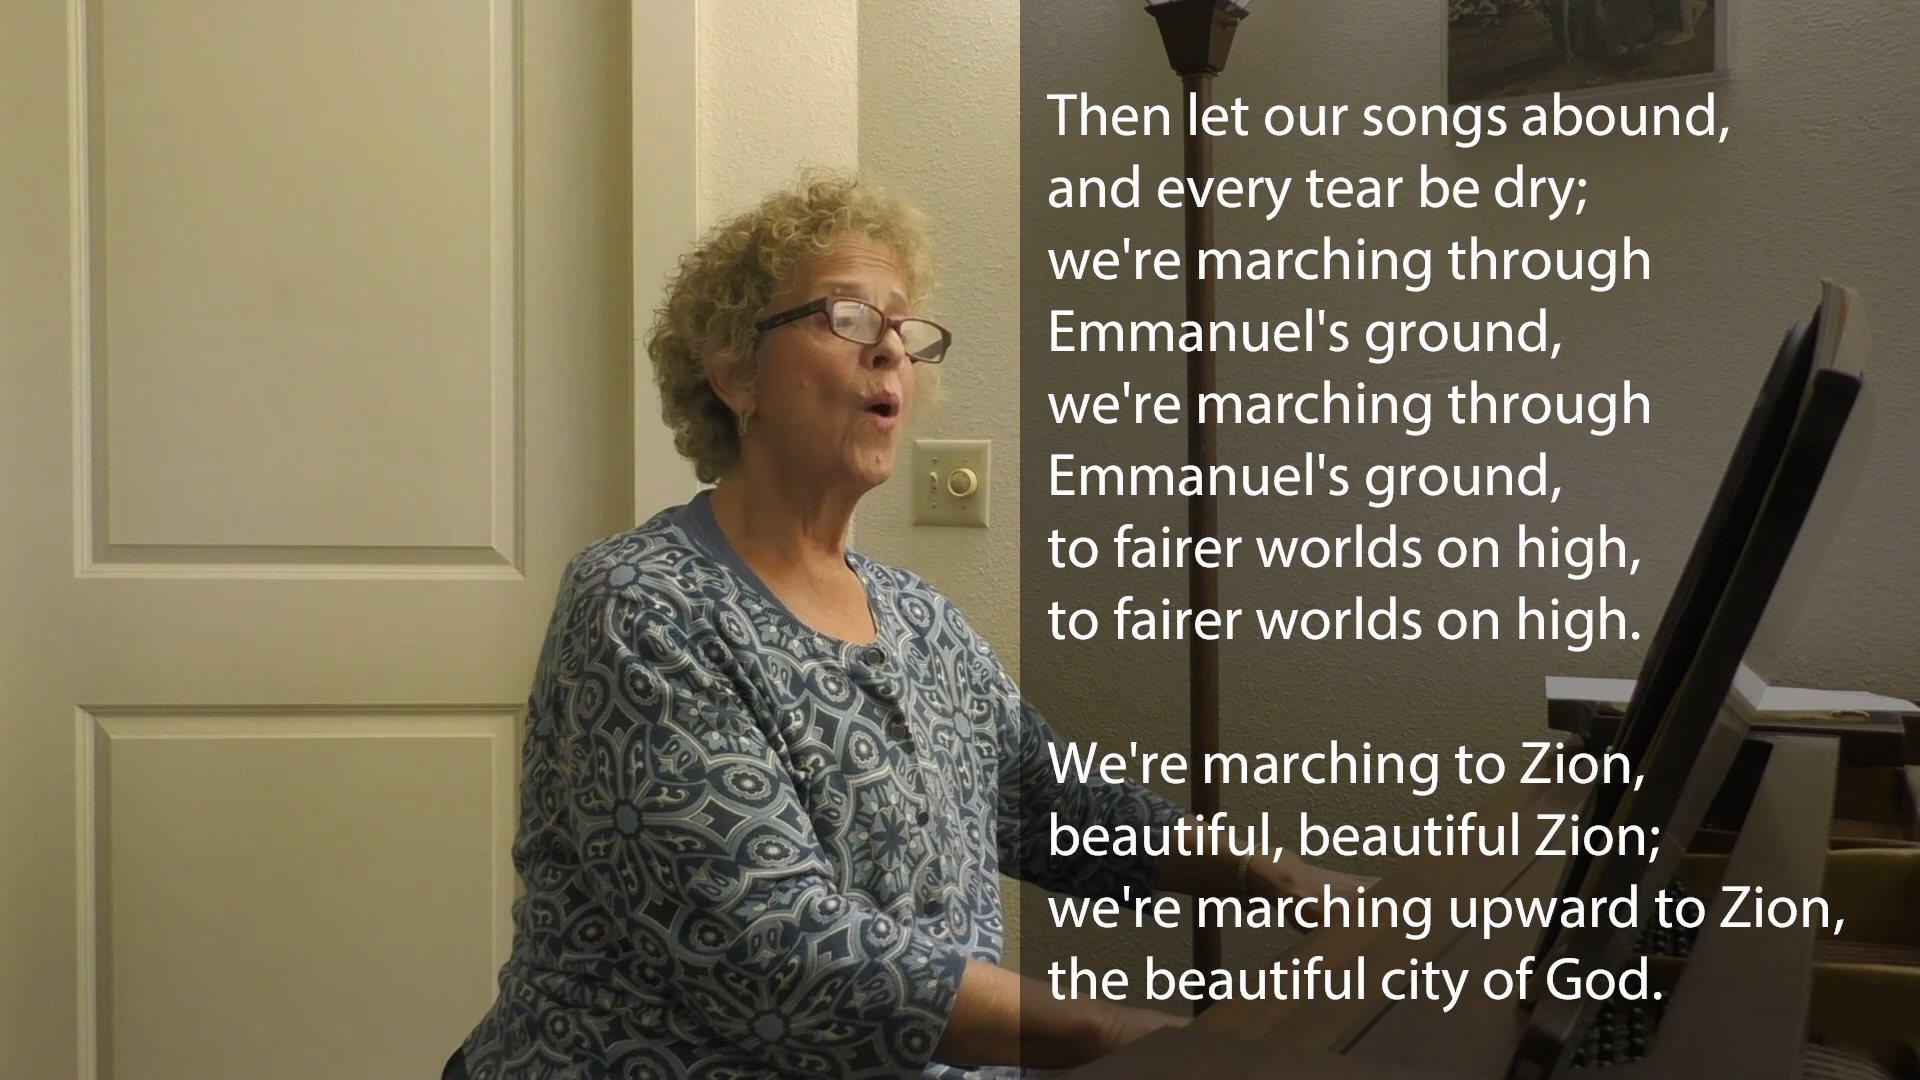 Then let our songs abound,
and every tear be dry;
we're marching through
Emmanuel's ground,
we're marching through
Emmanuel's ground,
to fairer worlds on high,
to fairer worlds on high.
We're marching to Zion,
beautiful, beautiful Zion;
we're marching upward to Zion,
the beautiful city of God.